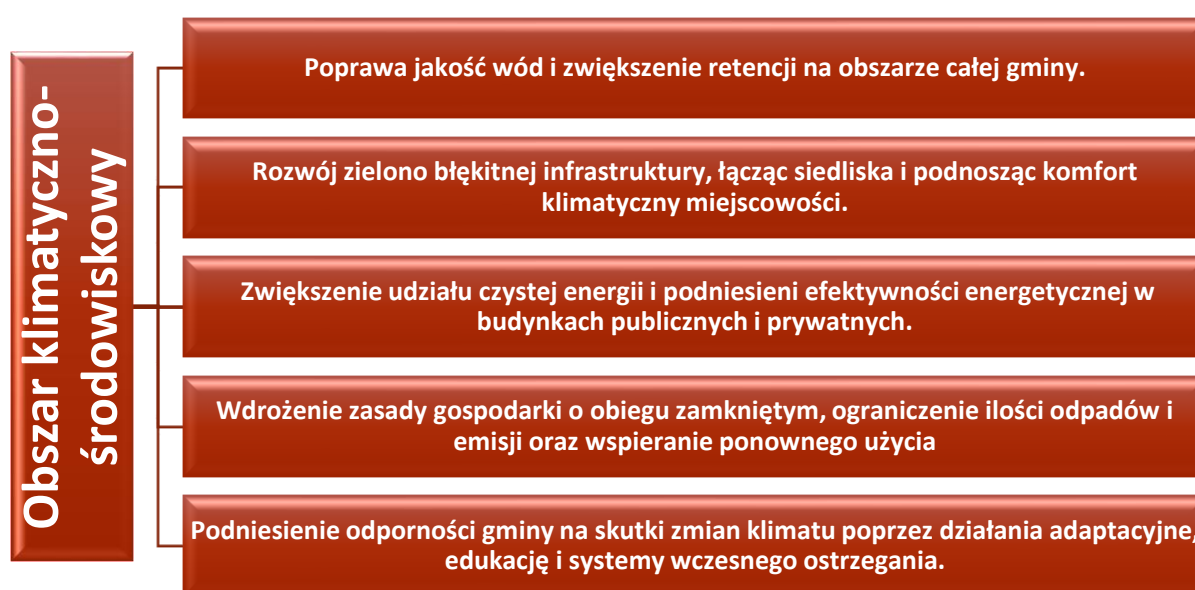 Obszar klimatyczno-
środowiskowy
Poprawa jakość wód i zwiększenie retencji na obszarze całej gminy.
Rozwój zielono błękitnej infrastruktury, łącząc siedliska i podnosząc komfort
klimatyczny miejscowości.
Zwiększenie udziału czystej energii i podniesieni efektywności energetycznej w
budynkach publicznych i prywatnych.
Wdrożenie zasady gospodarki o obiegu zamkniętym, ograniczenie ilości odpadów i
emisji oraz wspieranie ponownego użycia
Podniesienie odporności gminy na skutki zmian klimatu poprzez działania adaptacyjne,
edukację i systemy wczesnego ostrzegania.